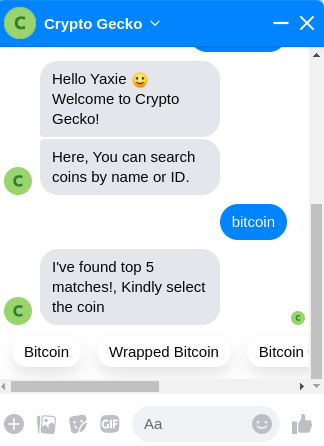 C Crypto Gecko
Hello Yaxie 🙂
Welcome to Crypto
Gecko!
Here, You can search
coins by name or ID.
C
bitcoin
I've found top 5
matches!, Kindly select
the coin
C
C
Bitcoin Wrapped Bitcoin Bitcoin
GIF Aa